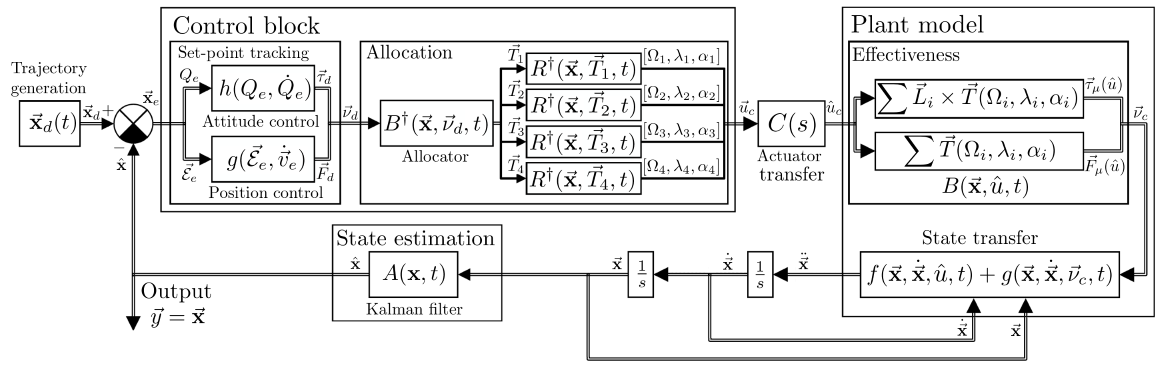 Control block
Plant model
Set-point tracking
Allocation
Effectiveness
Trajectory
generation
$\vec{\mathbf{x}}_d(t)$
$\vec{\mathbf{x}}_d$ +
−
$\hat{\mathbf{x}}$
$\vec{\mathbf{x}}_e$
$Q_e$
$h(Q_e, \dot{Q}_e)$
$\vec{\tau}_d$
Attitude control
$\vec{\mathcal{E}}_e$
$g(\vec{\mathcal{E}}_e, \dot{\vec{v}}_e)$
$\vec{F}_d$
Position control
$\vec{\nu}_d$
$B^\dagger(\vec{\mathbf{x}}, \vec{\nu}_d, t)$
Allocator
$\vec{T}_1$ $R^\dagger(\vec{\mathbf{x}}, \vec{T}_1, t)$ $[\Omega_1, \lambda_1, \alpha_1]$
$\vec{T}_2$ $R^\dagger(\vec{\mathbf{x}}, \vec{T}_2, t)$ $[\Omega_2, \lambda_2, \alpha_2]$
$\vec{T}_3$ $R^\dagger(\vec{\mathbf{x}}, \vec{T}_3, t)$ $[\Omega_3, \lambda_3, \alpha_3]$
$\vec{T}_4$ $R^\dagger(\vec{\mathbf{x}}, \vec{T}_4, t)$ $[\Omega_4, \lambda_4, \alpha_4]$
$\vec{u}_c$
$C(s)$
Actuator
transfer
$\hat{u}_c$
$\sum \vec{L}_i \times \vec{T}(\Omega_i, \lambda_i, \alpha_i)$
$\vec{\tau}_\mu(\hat{u})$
$\sum \vec{T}(\Omega_i, \lambda_i, \alpha_i)$
$\vec{F}_\mu(\hat{u})$
$B(\vec{\mathbf{x}}, \hat{u}, t)$
$\vec{\nu}_c$
State transfer
$f(\vec{\mathbf{x}}, \dot{\vec{\mathbf{x}}}, \hat{u}, t) + g(\vec{\mathbf{x}}, \dot{\vec{\mathbf{x}}}, \vec{\nu}_c, t)$
$\dot{\vec{\mathbf{x}}}$
$\vec{\mathbf{x}}$
$\ddot{\vec{\mathbf{x}}}$
$\frac{1}{s}$
$\dot{\vec{\mathbf{x}}}$
$\frac{1}{s}$
$\vec{\mathbf{x}}$
State estimation
$A(\mathbf{x}, t)$
Kalman filter
$\hat{\mathbf{x}}$
Output
$\vec{y} = \vec{\mathbf{x}}$